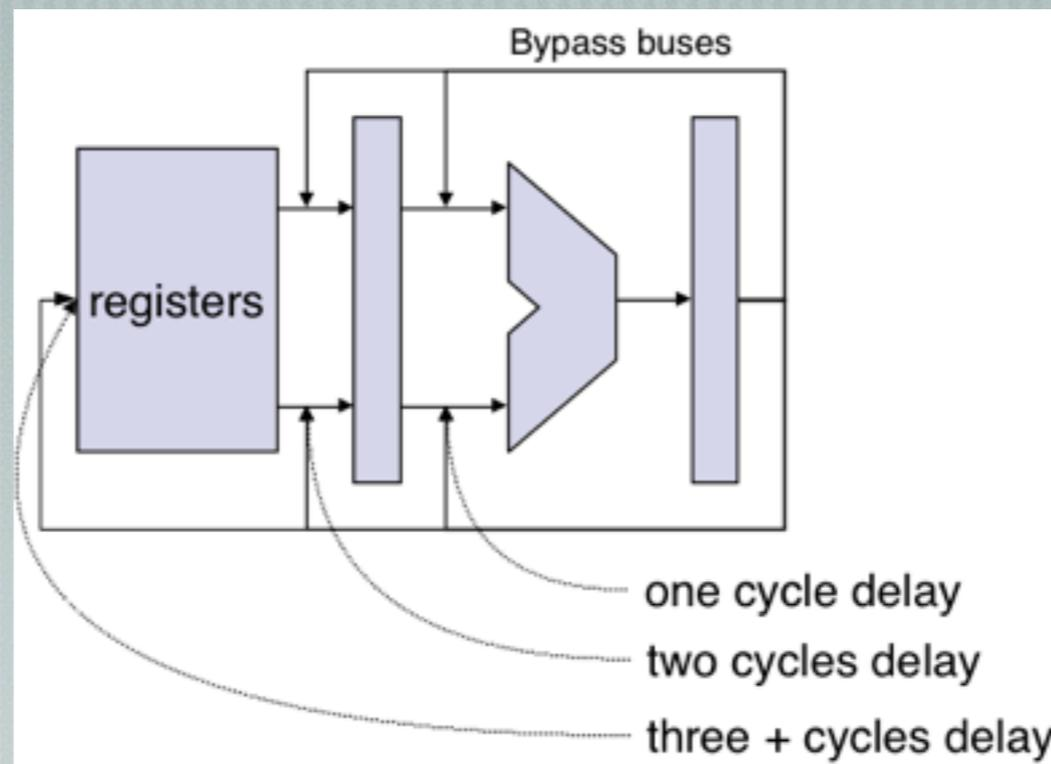 Bypass buses
registers
one cycle delay
two cycles delay
three + cycles delay